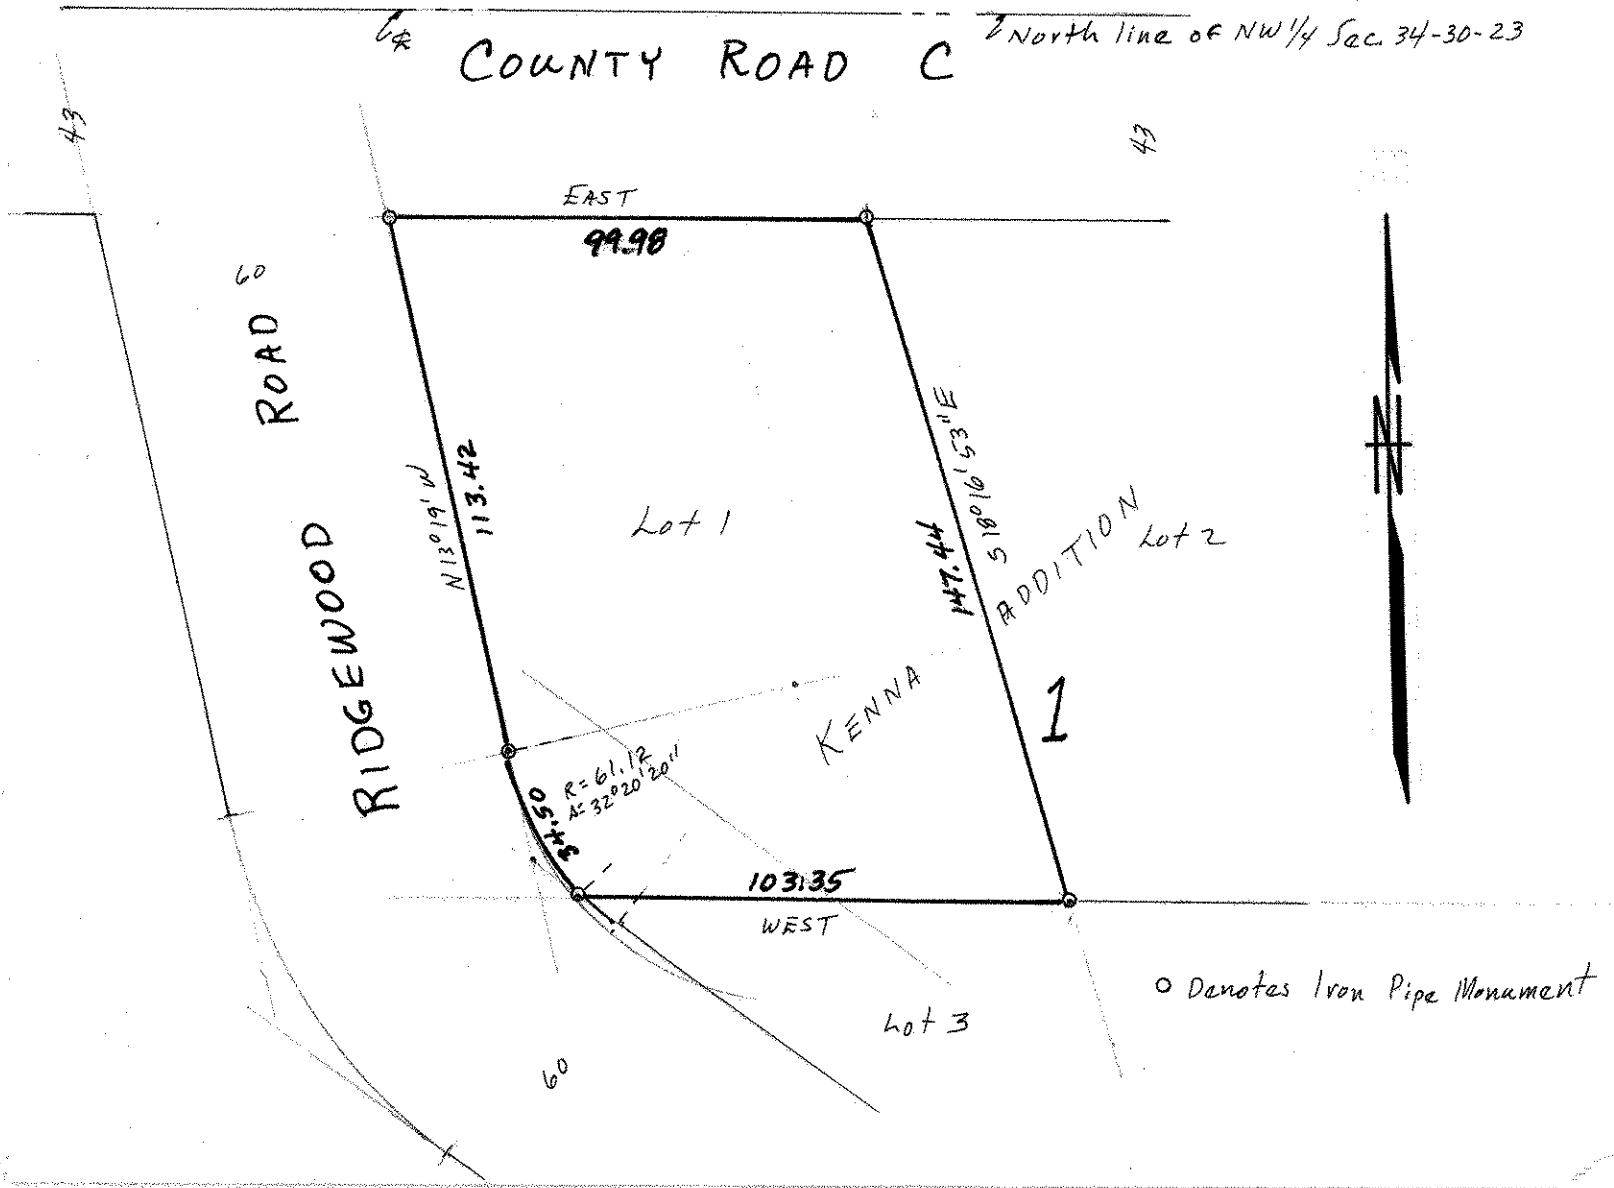 North line of NW 1/4 Sec. 34-30-23
COUNTY ROAD C
43
43
EAST
99.98
60
RIDGEWOOD ROAD
N 13° 19' W
113.42
Lot 1
147.44
S 18° 16' 53" E
Lot 2
KENNA ADDITION
1
R = 61.12
Δ = 32° 20' 20"
34.50
103.35
WEST
N
o Denotes Iron Pipe Monument
Lot 3
60